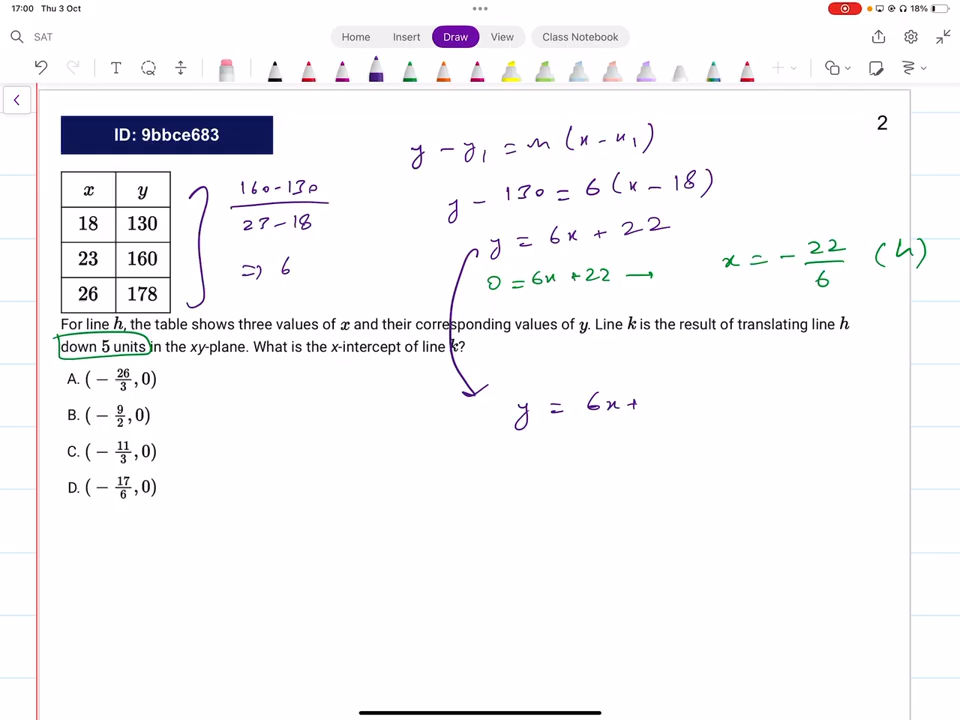 17:00 Thu 3 Oct
18%
SAT
Home Insert Draw View Class Notebook
ID: 9bbce683
2
x y
18 130
23 160
26 178
160-130
23-18
=> 6
y - y₁ = m (x - x₁)
y - 130 = 6 (x - 18)
y = 6x + 22
0 = 6x + 22 → x = - 22/6 (h)
For line h, the table shows three values of x and their corresponding values of y. Line k is the result of translating line h
down 5 units in the xy-plane. What is the x-intercept of line k?
A. (- 26/3, 0)
B. (- 9/2, 0)
C. (- 11/3, 0)
D. (- 17/6, 0)
y = 6x +